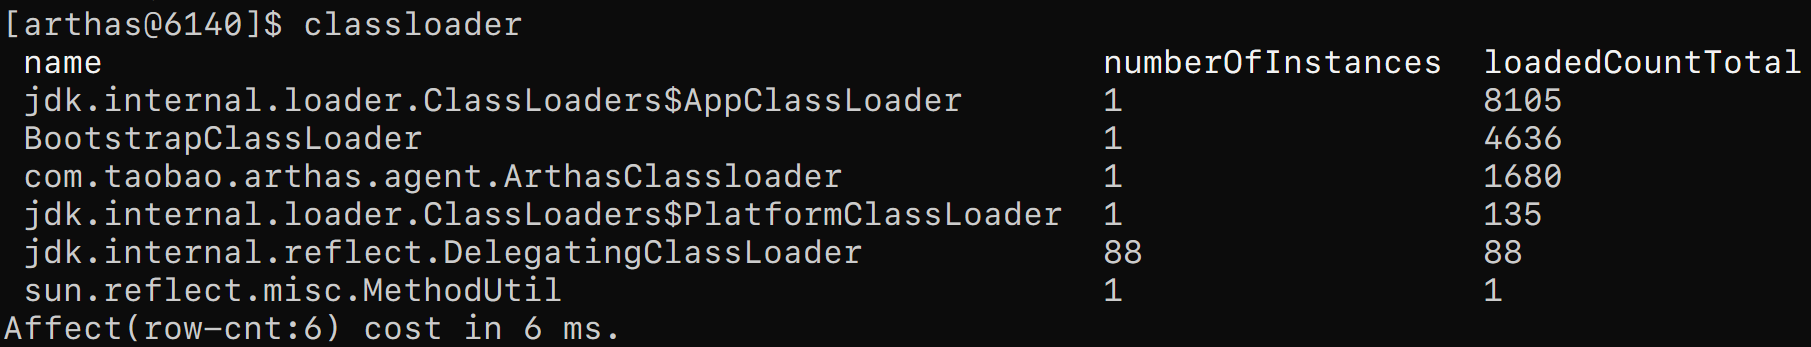 [arthas@6140]$ classloader
name numberOfInstances loadedCountTotal
jdk.internal.loader.ClassLoaders$AppClassLoader 1 8105
BootstrapClassLoader 1 4636
com.taobao.arthas.agent.ArthasClassloader 1 1680
jdk.internal.loader.ClassLoaders$PlatformClassLoader 1 135
jdk.internal.reflect.DelegatingClassLoader 88 88
sun.reflect.misc.MethodUtil 1 1
Affect(row-cnt:6) cost in 6 ms.